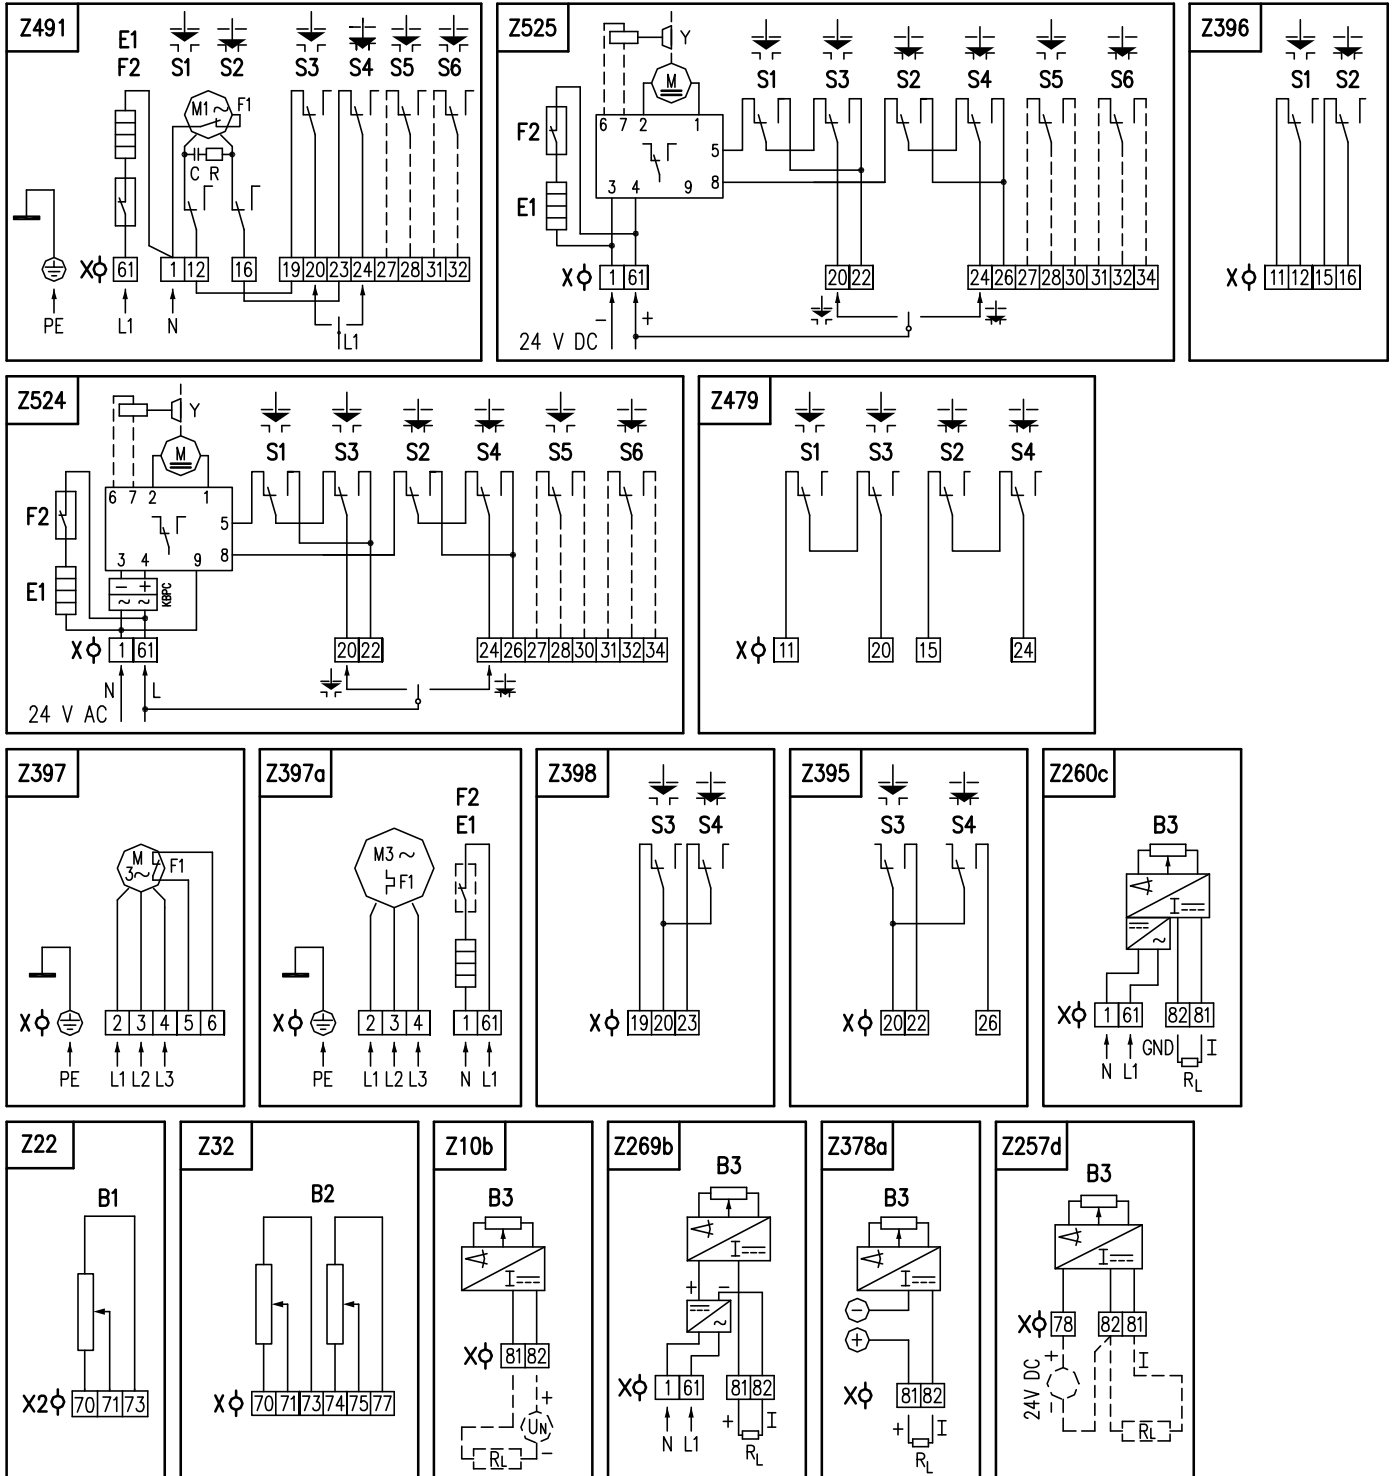 Z491
E1
F2
S1 S2 S3 S4 S5 S6
M1 ~ F1
C R
X 61 1 12 16 19 20 23 24 27 28 31 32
PE L1 N L1
Z525
Y
M
S1 S3 S2 S4 S5 S6
F2
E1
6 7 2 1
5
8
3 4 9
X 1 61 20 22 24 26 27 28 30 31 32 34
− +
24 V DC
Z396
S1 S2
X 11 12 15 16
Z524
Y
M
S1 S3 S2 S4 S5 S6
F2
E1
6 7 2 1
5
8
3 4 9
− +
~ ~
KBPC
X 1 61 20 22 24 26 27 28 30 31 32 34
N L
24 V AC
Z479
S1 S3 S2 S4
X 11 20 15 24
Z397
M
3~
F1
X 2 3 4 5 6
PE L1 L2 L3
Z397a
F2
E1
M3 ~
F1
X 2 3 4 1 61
PE L1 L2 L3 N L1
Z398
S3 S4
X 19 20 23
Z395
S3 S4
X 20 22 26
Z260c
B3
I
~
X 1 61 82 81
GND I
N L1 RL
Z22
B1
X2 70 71 73
Z32
B2
X 70 71 73 74 75 77
Z10b
B3
I
X 81 82
+
UN
−
RL
Z269b
B3
I
+ −
~
X 1 61 81 82
+ I
N L1 RL
Z378a
B3
I
−
+
X 81 82
+ I
RL
Z257d
B3
I
X 78 82 81
24V DC
+ I
−
RL